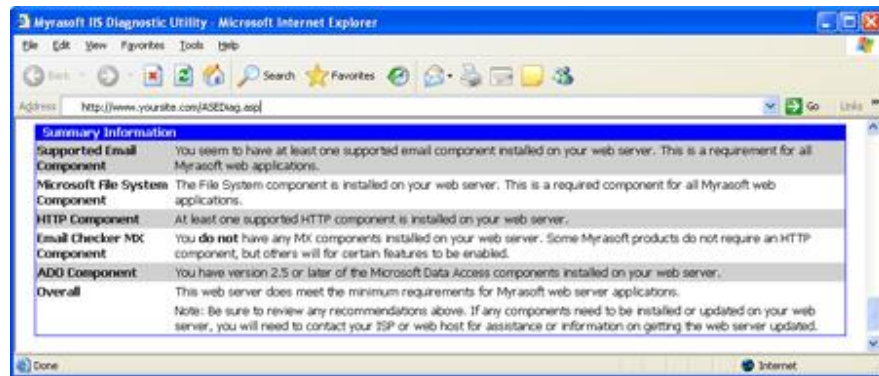 Myrasoft IIS Diagnostic Utility - Microsoft Internet Explorer
File Edit View Favorites Tools Help
Back Search Favorites
Address http://www.yoursite.com/ASEDiag.asp Go Links
Summary Information
Supported Email Component You seem to have at least one supported email component installed on your web server. This is a requirement for all
Myrasoft web applications.
Microsoft File System Component The File System component is installed on your web server. This is a required component for all Myrasoft web
applications.
HTTP Component At least one supported HTTP component is installed on your web server.
Email Checker MX Component You do not have any MX components installed on your web server. Some Myrasoft products do not require an HTTP
component, but others will for certain features to be enabled.
ADO Component You have version 2.5 or later of the Microsoft Data Access components installed on your web server.
Overall This web server does meet the minimum requirements for Myrasoft web server applications.
Note: Be sure to review any recommendations above. If any components need to be installed or updated on your web
server, you will need to contact your ISP or web host for assistance or information on getting the web server updated.
Done Internet